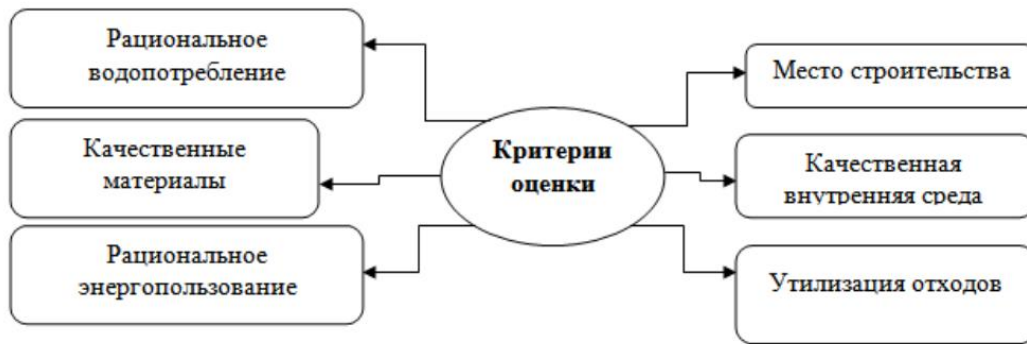 Рациональное
водопотребление
Качественные
материалы
Рациональное
энергопользование
Критерии
оценки
Место строительства
Качественная
внутренняя среда
Утилизация отходов